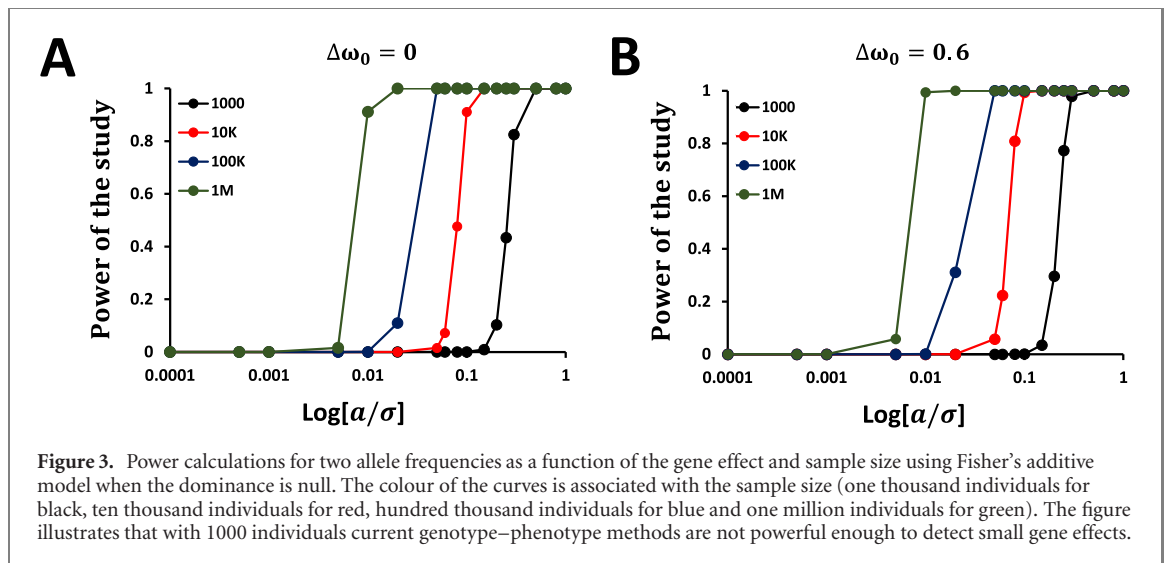 A
Δω₀ = 0
Power of the study
1
0.8
0.6
0.4
0.2
0
1000
10K
100K
1M
0.0001 0.001 0.01 0.1 1
Log[a/σ]
B
Δω₀ = 0.6
Power of the study
1
0.8
0.6
0.4
0.2
0
1000
10K
100K
1M
0.0001 0.001 0.01 0.1 1
Log[a/σ]
Figure 3. Power calculations for two allele frequencies as a function of the gene effect and sample size using Fisher's additive
model when the dominance is null. The colour of the curves is associated with the sample size (one thousand individuals for
black, ten thousand individuals for red, hundred thousand individuals for blue and one million individuals for green). The figure
illustrates that with 1000 individuals current genotype–phenotype methods are not powerful enough to detect small gene effects.